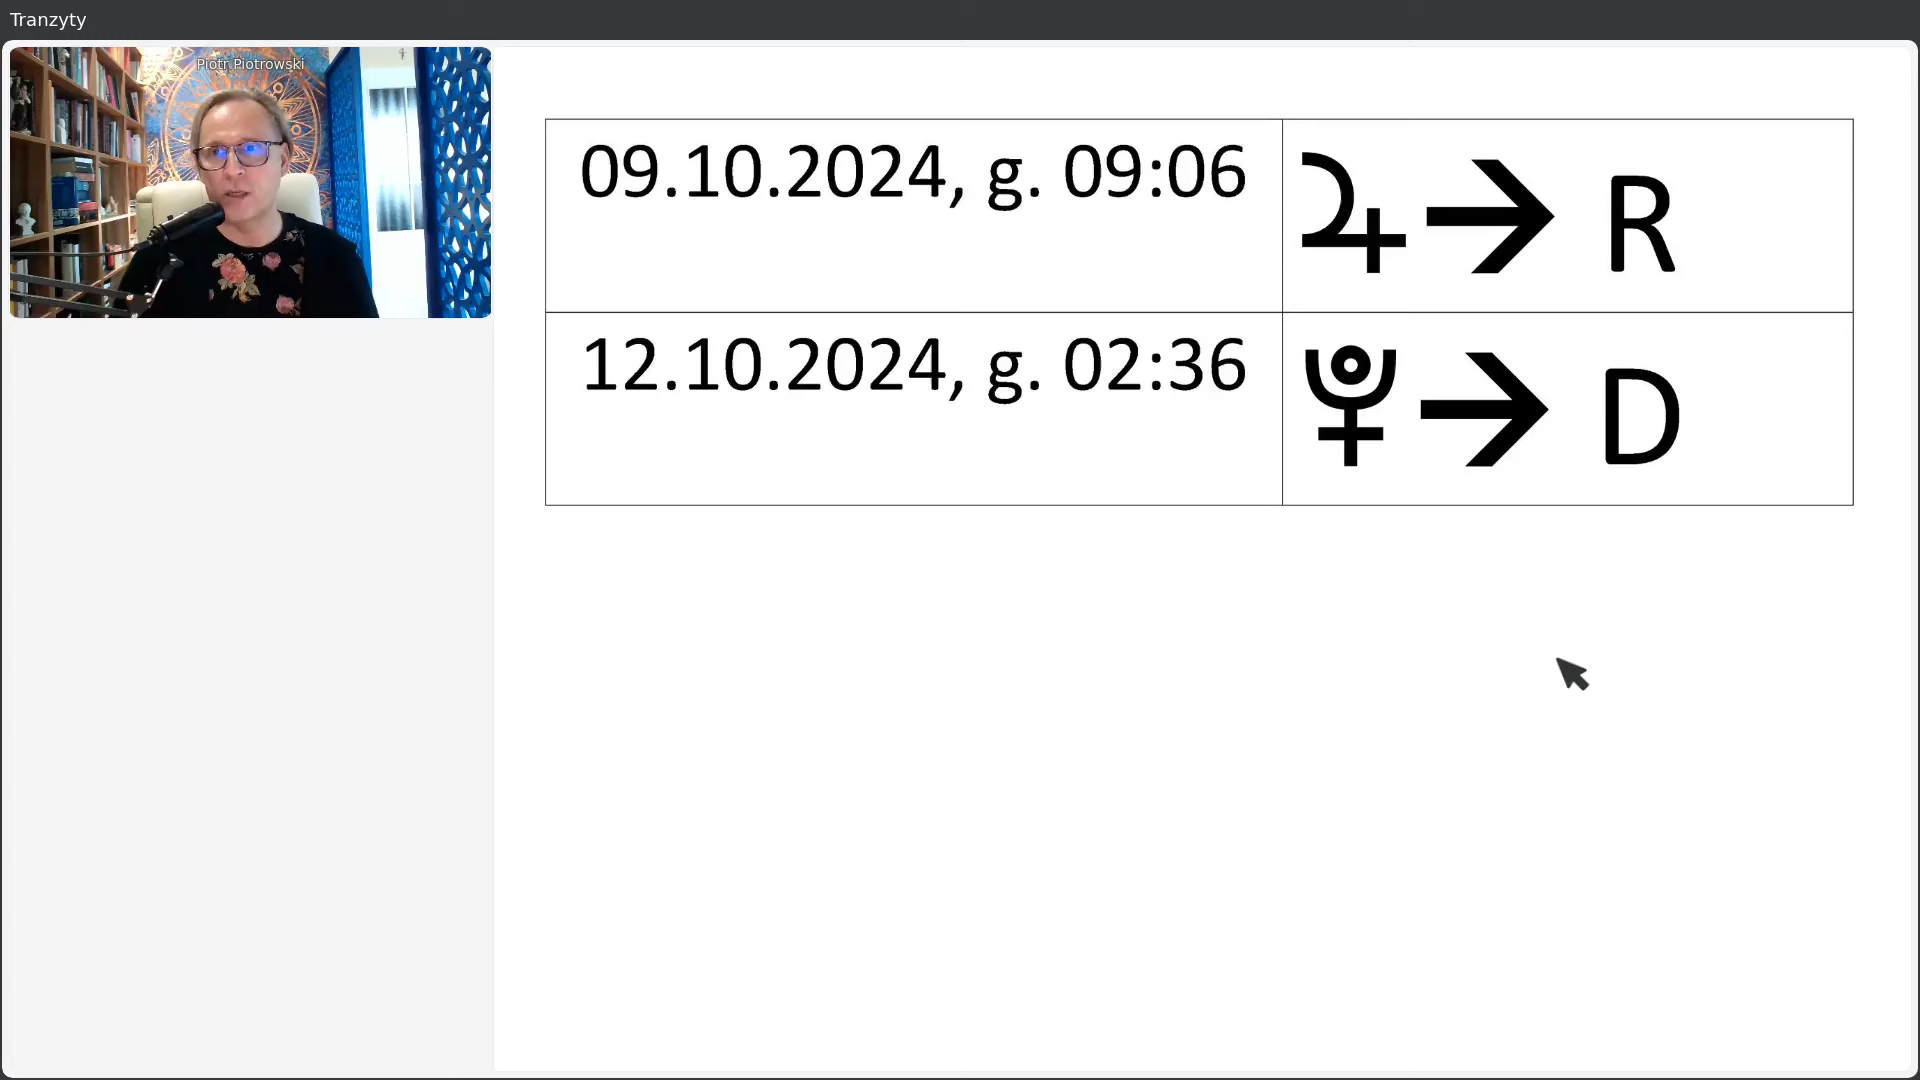 Tranzyty
Piotr Piotrowski
09.10.2024, g. 09:06
♃→ R
12.10.2024, g. 02:36
⯓→ D